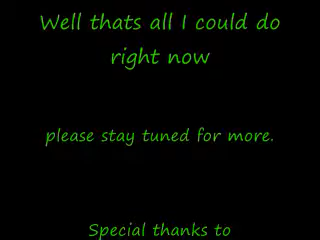 Well thats all I could do
right now
please stay tuned for more.
Special thanks to